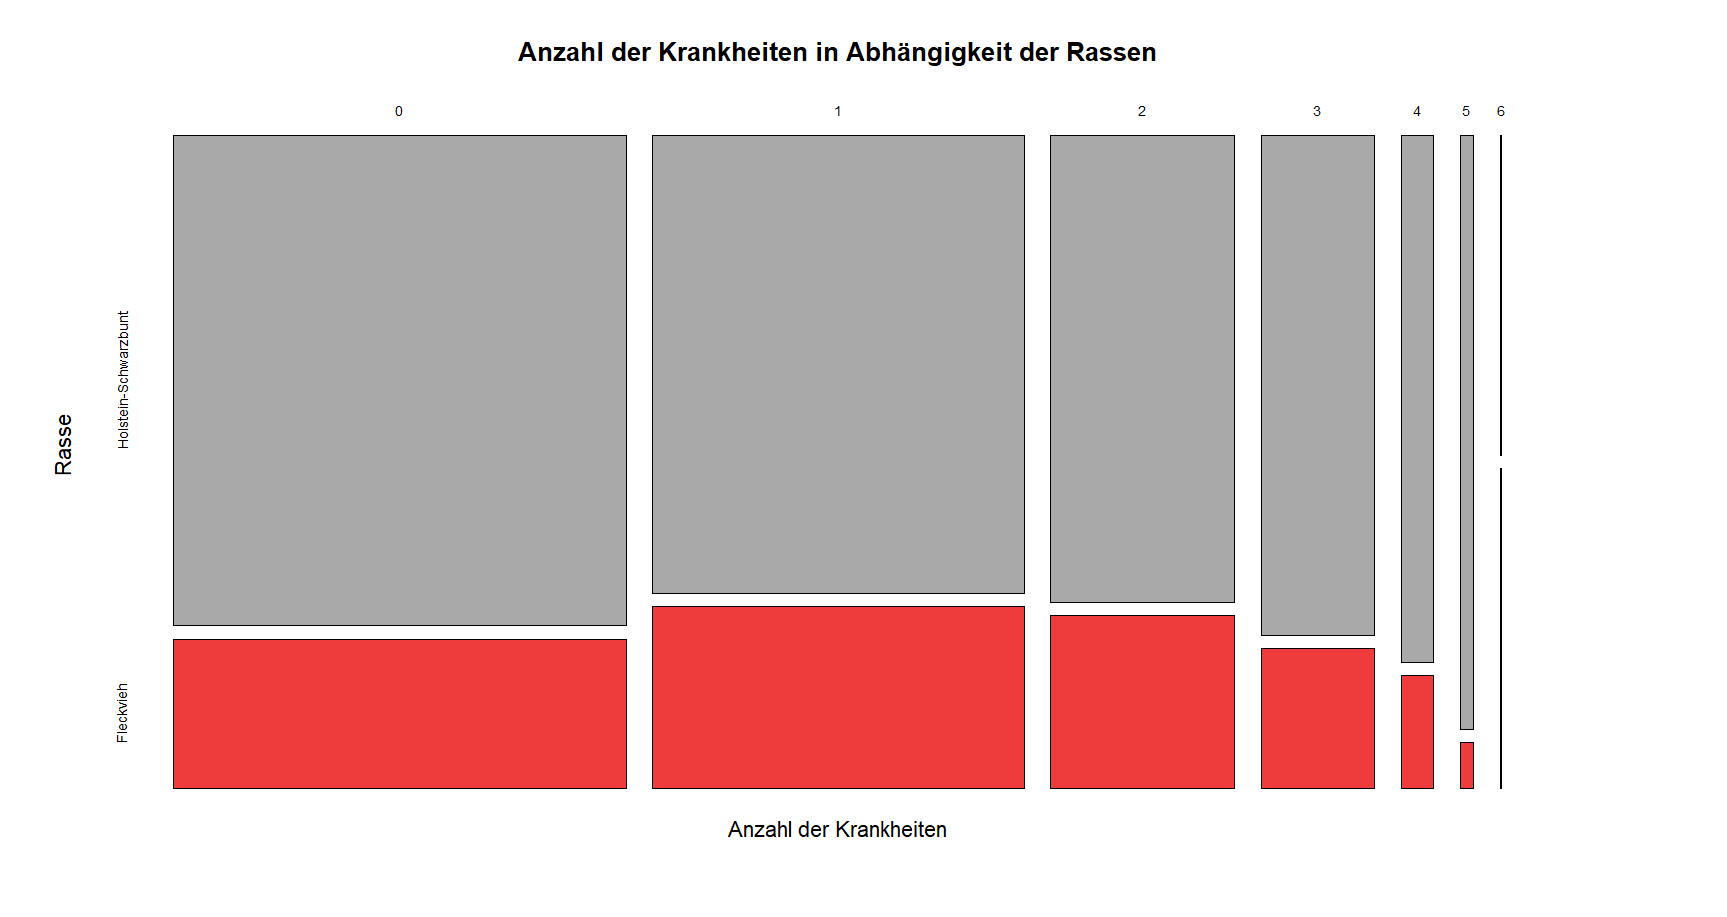 Anzahl der Krankheiten in Abhängigkeit der Rassen
0 1 2 3 4 5 6
Holstein-Schwarzbunt
Rasse
Fleckvieh
Anzahl der Krankheiten